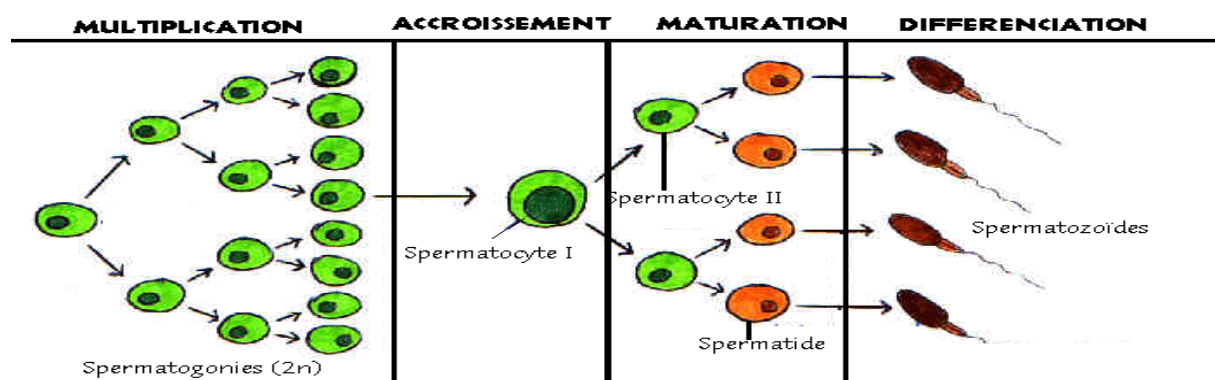 MULTIPLICATION
ACCROISSEMENT
MATURATION
DIFFERENCIATION
Spermatocyte II
Spermatozoïdes
Spermatocyte I
Spermatide
Spermatogonies (2n)